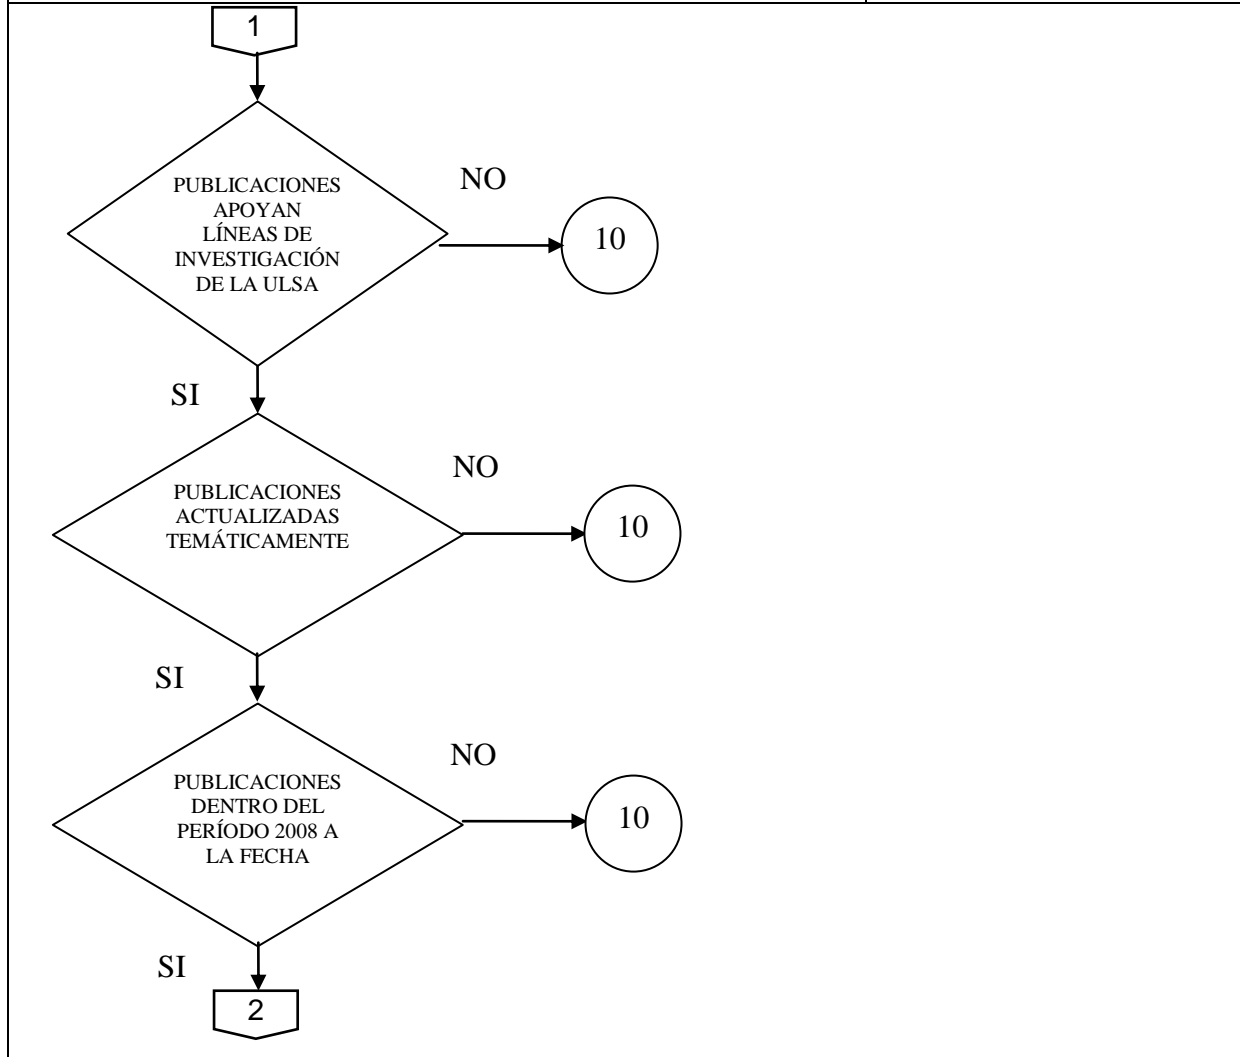 1
PUBLICACIONES
APOYAN
LÍNEAS DE
INVESTIGACIÓN
DE LA ULSA
NO
10
SI
PUBLICACIONES
ACTUALIZADAS
TEMÁTICAMENTE
NO
10
SI
PUBLICACIONES
DENTRO DEL
PERÍODO 2008 A
LA FECHA
NO
10
SI
2